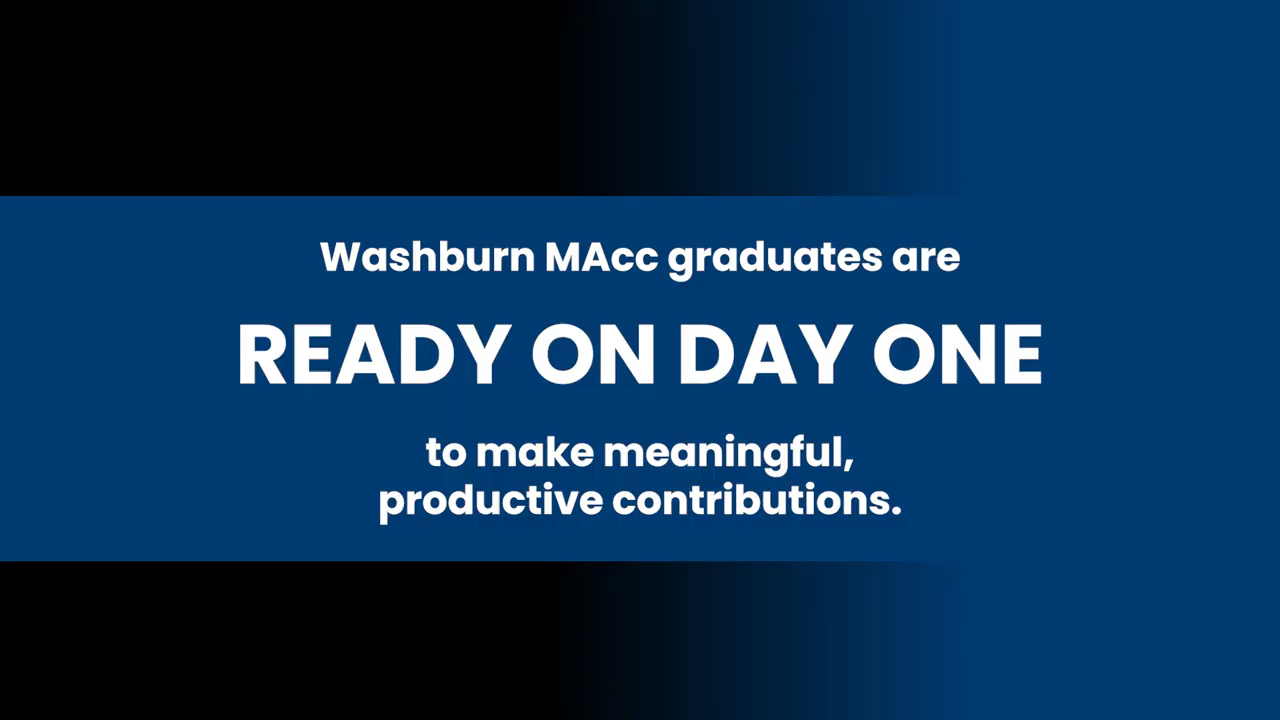 Washburn MAcc graduates are
READY ON DAY ONE
to make meaningful,
productive contributions.